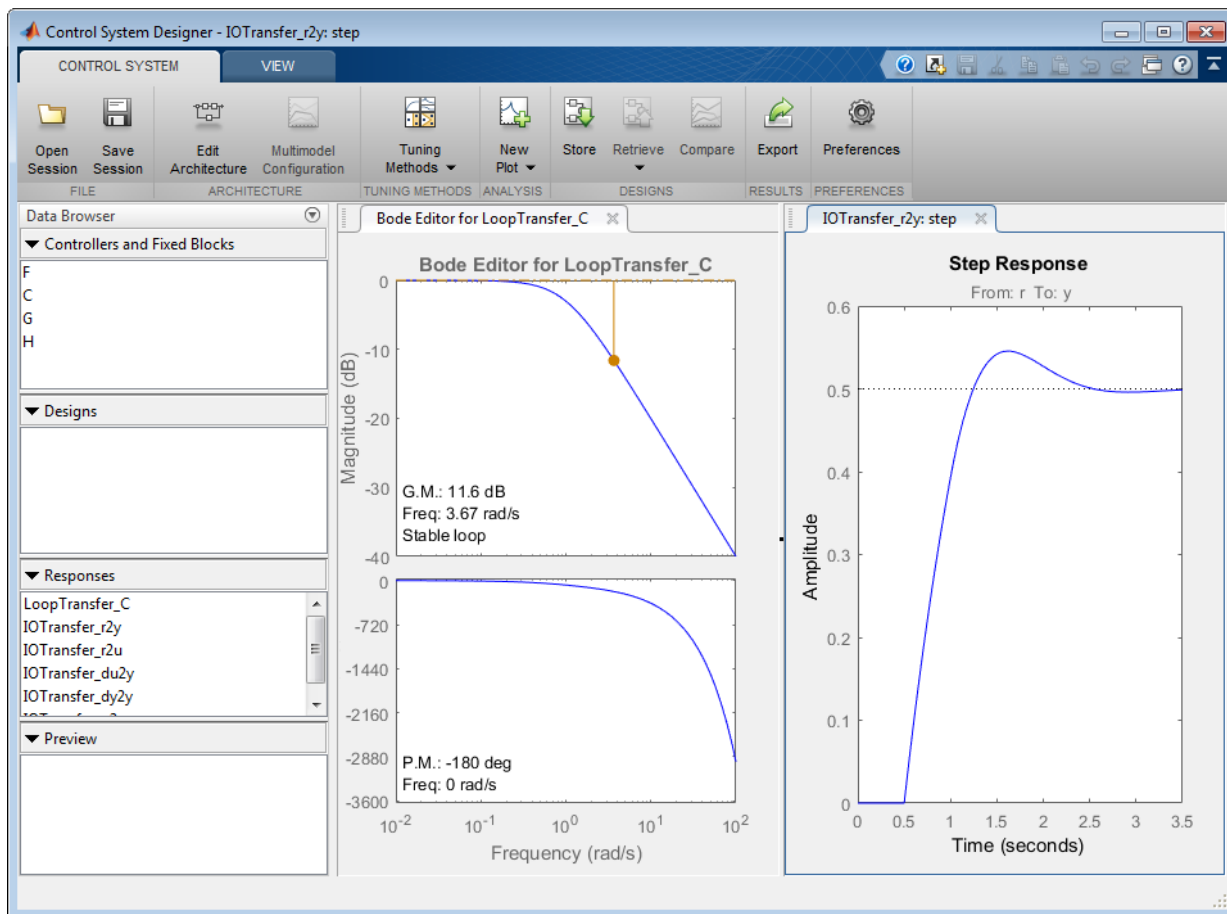 Control System Designer - IOTransfer_r2y: step
CONTROL SYSTEM
VIEW
Open Session
Save Session
Edit Architecture
Multimodel Configuration
Tuning Methods
New Plot
Store
Retrieve
Compare
Export
Preferences
FILE
ARCHITECTURE
TUNING METHODS
ANALYSIS
DESIGNS
RESULTS
PREFERENCES
Data Browser
Controllers and Fixed Blocks
F
C
G
H
Designs
Responses
LoopTransfer_C
IOTransfer_r2y
IOTransfer_r2u
IOTransfer_du2y
IOTransfer_dy2y
Preview
Bode Editor for LoopTransfer_C
Bode Editor for LoopTransfer_C
Magnitude (dB)
0
-10
-20
-30
-40
G.M.: 11.6 dB
Freq: 3.67 rad/s
Stable loop
0
-720
-1440
-2160
-2880
-3600
P.M.: -180 deg
Freq: 0 rad/s
10^-2
10^-1
10^0
10^1
10^2
Frequency (rad/s)
IOTransfer_r2y: step
Step Response
From: r To: y
Amplitude
0.6
0.5
0.4
0.3
0.2
0.1
0
0
0.5
1
1.5
2
2.5
3
3.5
Time (seconds)